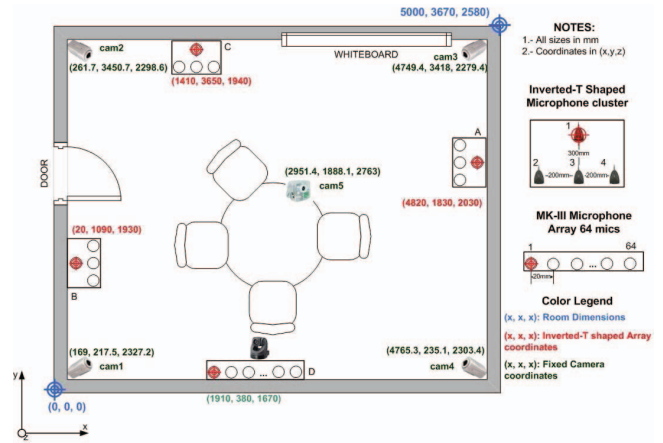 5000, 3670, 2580)
NOTES:
1.- All sizes in mm
2.- Coordinates in (x,y,z)
cam2
C
WHITEBOARD
cam3
(261.7, 3450.7, 2298.6)
(4749.4, 3418, 2279.4)
(1410, 3650, 1940)
Inverted-T Shaped
Microphone cluster
1
300mm
2 3 4
-200mm- -200mm-
A
DOOR
(2951.4, 1888.1, 2763)
cam5
(4820, 1830, 2030)
(20, 1090, 1930)
B
MK-III Microphone
Array 64 mics
1 64
...
20mm
Color Legend
(x, x, x): Room Dimensions
(x, x, x): Inverted-T shaped Array
coordinates
(x, x, x): Fixed Camera
coordinates
(169, 217.5, 2327.2)
(4765.3, 235.1, 2303.4)
cam1
... D
cam4
(1910, 380, 1670)
(0, 0, 0)
y
z
x